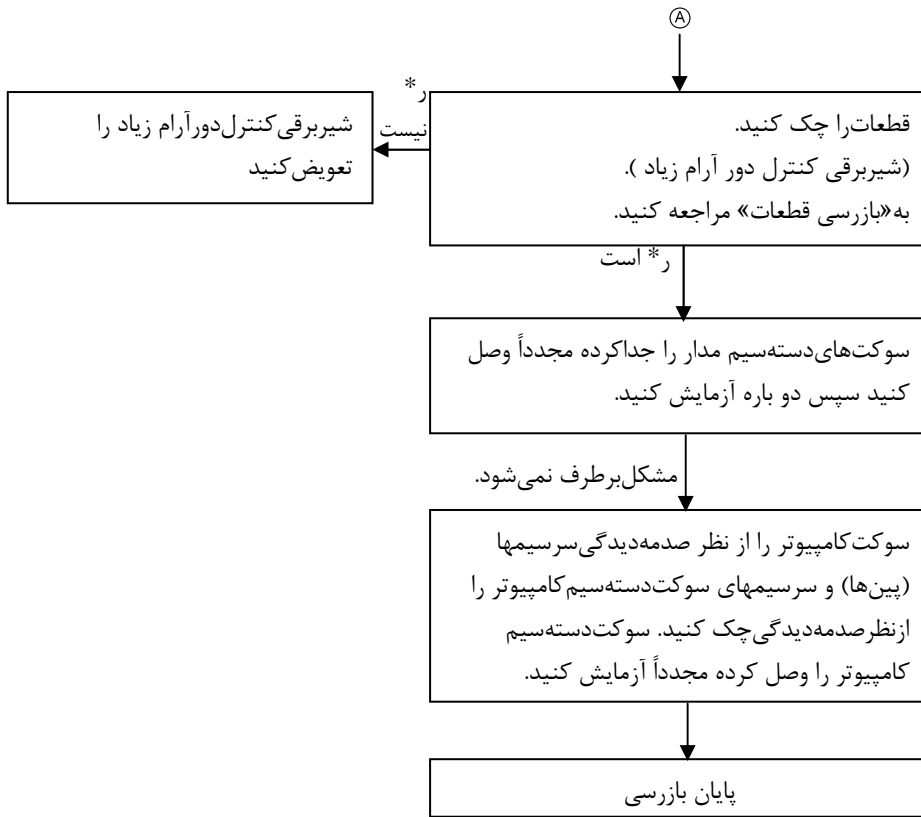 Ⓐ
قطعات‌را چک کنید.
(شیربرقی کنترل دور آرام زیاد ).
به«بازرسی قطعات» مراجعه کنید.
ر*
نیست
شیربرقی‌کنترل‌دورآرام زیاد را
تعویض‌کنید
ر* است
سوکت‌های‌دسته‌سیم مدار را جداکرده مجدداً وصل
کنید سپس دو باره آزمایش کنید.
مشکل‌برطرف نمی‌شود.
سوکت‌کامپیوتر را از نظر صدمه‌دیدگی‌سرسیمها
(پین‌ها) و سرسیمهای سوکت‌دسته‌سیم‌کامپیوتر را
ازنظرصدمه‌دیدگی‌چک کنید. سوکت‌دسته‌سیم
کامپیوتر را وصل کرده مجدداً آزمایش کنید.
پایان بازرسی